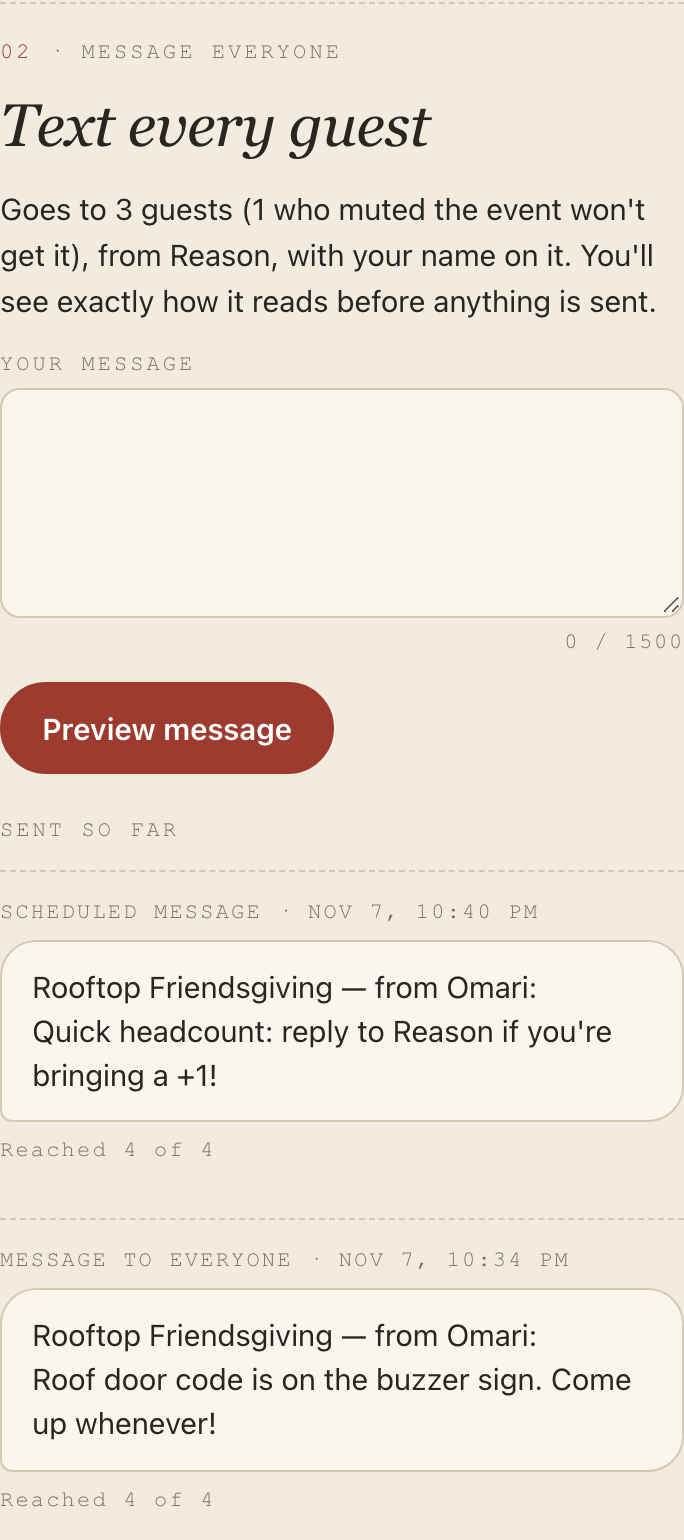 02 · MESSAGE EVERYONE
Text every guest
Goes to 3 guests (1 who muted the event won't
get it), from Reason, with your name on it. You'll
see exactly how it reads before anything is sent.
YOUR MESSAGE
0 / 1500
Preview message
SENT SO FAR
SCHEDULED MESSAGE · NOV 7, 10:40 PM
Rooftop Friendsgiving — from Omari:
Quick headcount: reply to Reason if you're
bringing a +1!
Reached 4 of 4
MESSAGE TO EVERYONE · NOV 7, 10:34 PM
Rooftop Friendsgiving — from Omari:
Roof door code is on the buzzer sign. Come
up whenever!
Reached 4 of 4